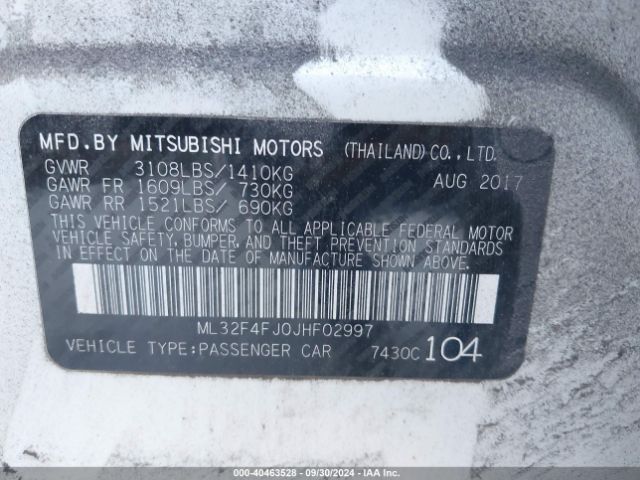 MFD.BY MITSUBISHI MOTORS (THAILAND)CO.,LTD.
GVWR 3108LBS/1410KG AUG 2017
GAWR FR 1609LBS/ 730KG
GAWR RR 1521LBS/ 690KG
THIS VEHICLE CONFORMS TO ALL APPLICABLE FEDERAL MOTOR
VEHICLE SAFETY, BUMPER, AND THEFT PREVENTION STANDARDS
IN EFFECT ON THE DATE OF MANUFACTURE SHOWN ABOVE.
ML32F4FJ0JHF02997
VEHICLE TYPE:PASSENGER CAR 7430C 104
000-40463528 - 09/30/2024 - IAA Inc.